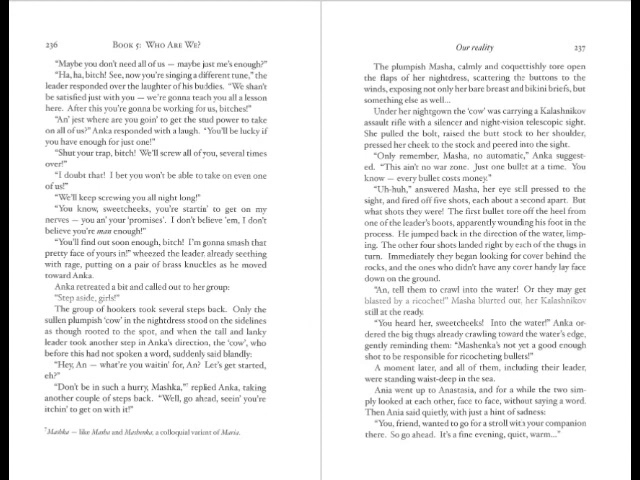 236 Book 5: Who Are We?
"Maybe you don't need all of us — maybe just me's enough?"
"Ha, ha, bitch! See, now you're singing a different tune," the
leader responded over the laughter of his buddies. "We shan't
be satisfied just with you — we're gonna teach you all a lesson
here. After this you're gonna be working for us, bitches!"
"An' jest where are you goin' to get the stud power to take
on all of us?" Anka responded with a laugh. "You'll be lucky if
you have enough for just one!"
"Shut your trap, bitch! We'll screw all of you, several times
over!"
"I doubt that! I bet you won't be able to take on even one
of us!"
"We'll keep screwing you all night long!"
"You know, sweetcheeks, you're startin' to get on my
nerves — you an' your 'promises'. I don't believe 'em, I don't
believe you're man enough!"
"You'll find out soon enough, bitch! I'm gonna smash that
pretty face of yours in!" wheezed the leader, already seething
with rage, putting on a pair of brass knuckles as he moved
toward Anka.
Anka retreated a bit and called out to her group:
"Step aside, girls!"
The group of hookers took several steps back. Only the
sullen plumpish 'cow' in the nightdress stood on the sidelines
as though rooted to the spot, and when the tall and lanky
leader took another step in Anka's direction, the 'cow', who
before this had not spoken a word, suddenly said blandly:
"Hey, An — what're you waitin' for, An? Let's get started,
eh?"
"Don't be in such a hurry, Mashka,"* replied Anka, taking
another couple of steps back. "Well, go ahead, seein' you're
itchin' to get on with it!"
*Mashka — like Masha and Mashenka, a colloquial variant of Maria.
Our reality 237
The plumpish Masha, calmly and coquettishly tore open
the flaps of her nightdress, scattering the buttons to the
winds, exposing not only her bare breast and bikini briefs, but
something else as well...
Under her nightgown the 'cow' was carrying a Kalashnikov
assault rifle with a silencer and night-vision telescopic sight.
She pulled the bolt, raised the butt stock to her shoulder,
pressed her cheek to the stock and peered into the sight.
"Only remember, Masha, no automatic," Anka suggest-
ed. "This ain't no war zone. Just one bullet at a time. You
know — every bullet costs money."
"Uh-huh," answered Masha, her eye still pressed to the
sight, and fired off five shots, each about a second apart. But
what shots they were! The first bullet tore off the heel from
one of the leader's boots, apparently wounding his foot in the
process. He jumped back in the direction of the water, limp-
ing. The other four shots landed right by each of the thugs in
turn. Immediately they began looking for cover behind the
rocks, and the ones who didn't have any cover handy lay face
down on the ground.
"An, tell them to crawl into the water! Or they may get
blasted by a ricochet!" Masha blurted out, her Kalashnikov
still at the ready.
"You heard her, sweetcheeks! Into the water!" Anka or-
dered the big thugs already crawling toward the water's edge,
gently reminding them: "Mashenka's not yet a good enough
shot to be responsible for ricocheting bullets!"
A moment later, and all of them, including their leader,
were standing waist-deep in the sea.
Ania went up to Anastasia, and for a while the two sim-
ply looked at each other, face to face, without saying a word.
Then Ania said quietly, with just a hint of sadness:
"You, friend, wanted to go for a stroll with your companion
there. So go ahead. It's a fine evening, quiet, warm..."